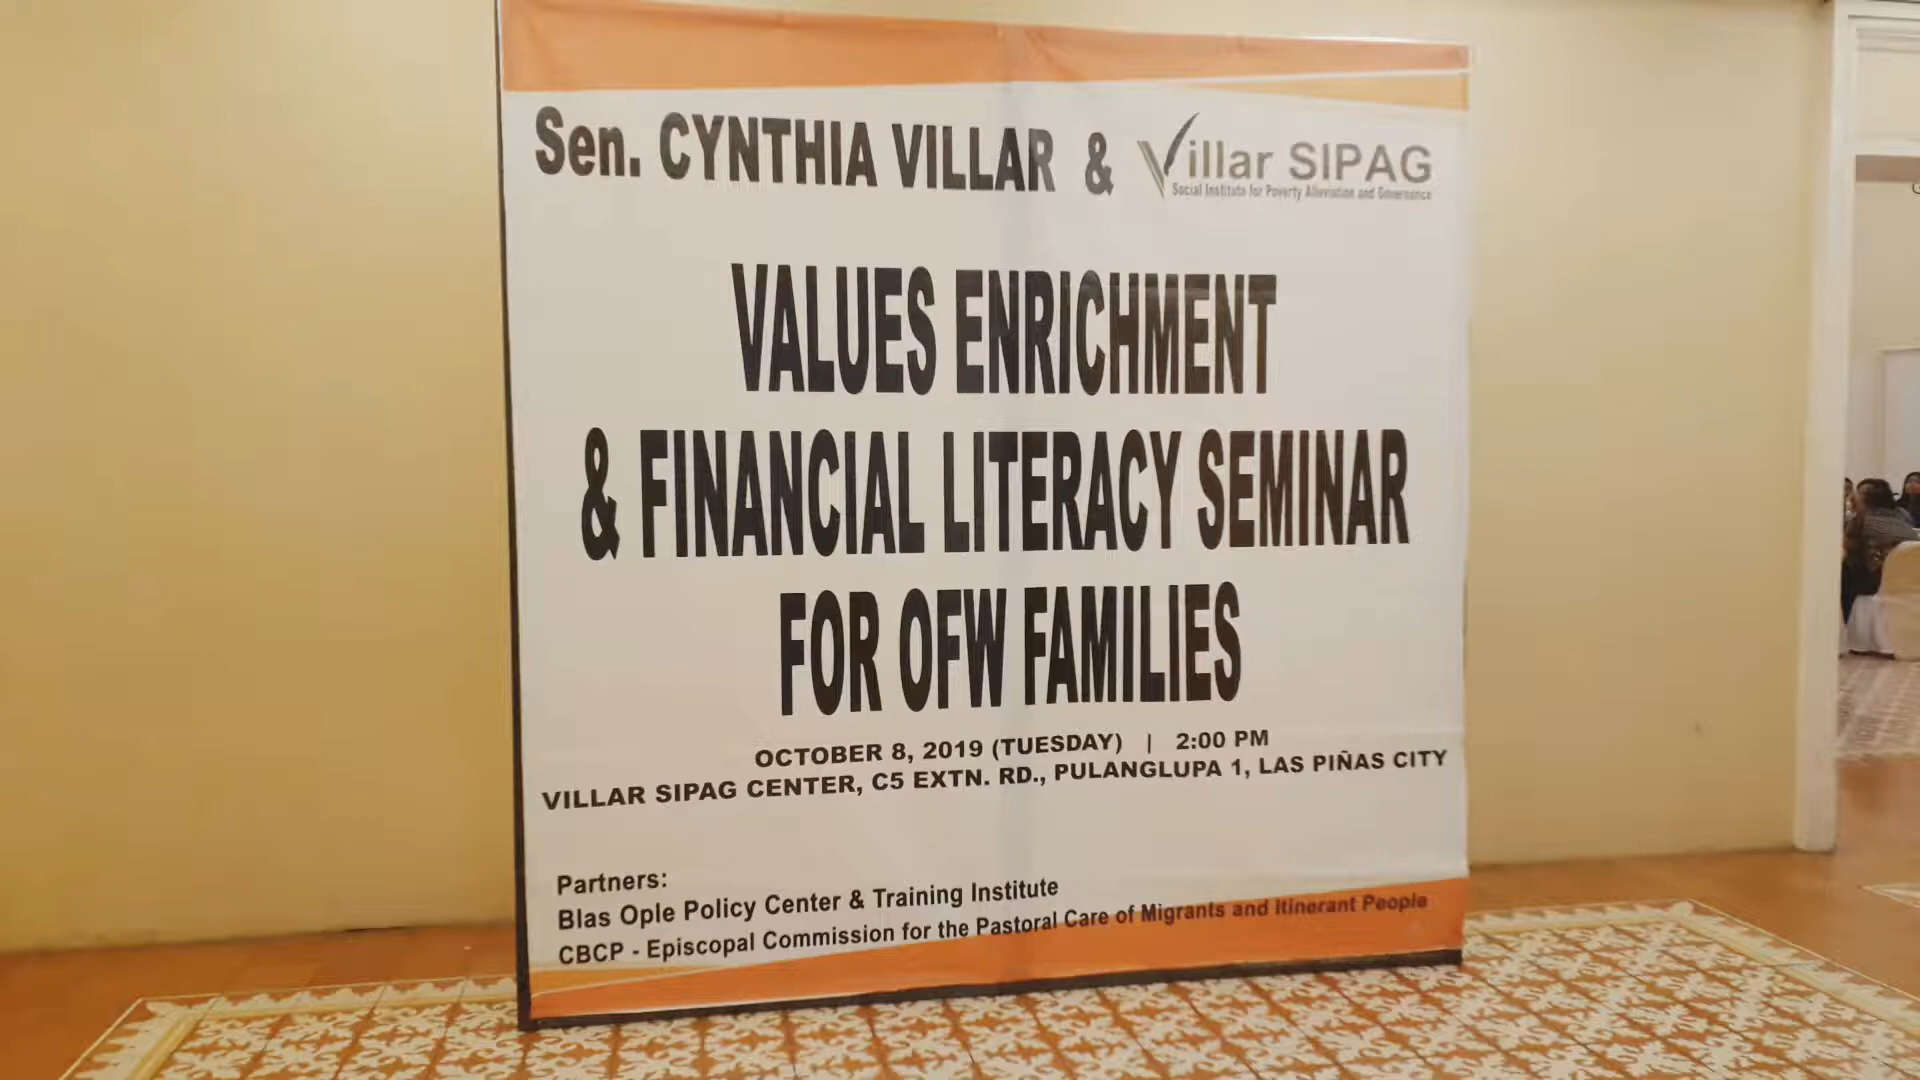 Sen. CYNTHIA VILLAR & Villar SIPAG
Social Institute for Poverty Alleviation and Governance
VALUES ENRICHMENT
& FINANCIAL LITERACY SEMINAR
FOR OFW FAMILIES
OCTOBER 8, 2019 (TUESDAY) | 2:00 PM
VILLAR SIPAG CENTER, C5 EXTN. RD., PULANGLUPA 1, LAS PIÑAS CITY
Partners:
Blas Ople Policy Center & Training Institute
CBCP - Episcopal Commission for the Pastoral Care of Migrants and Itinerant People